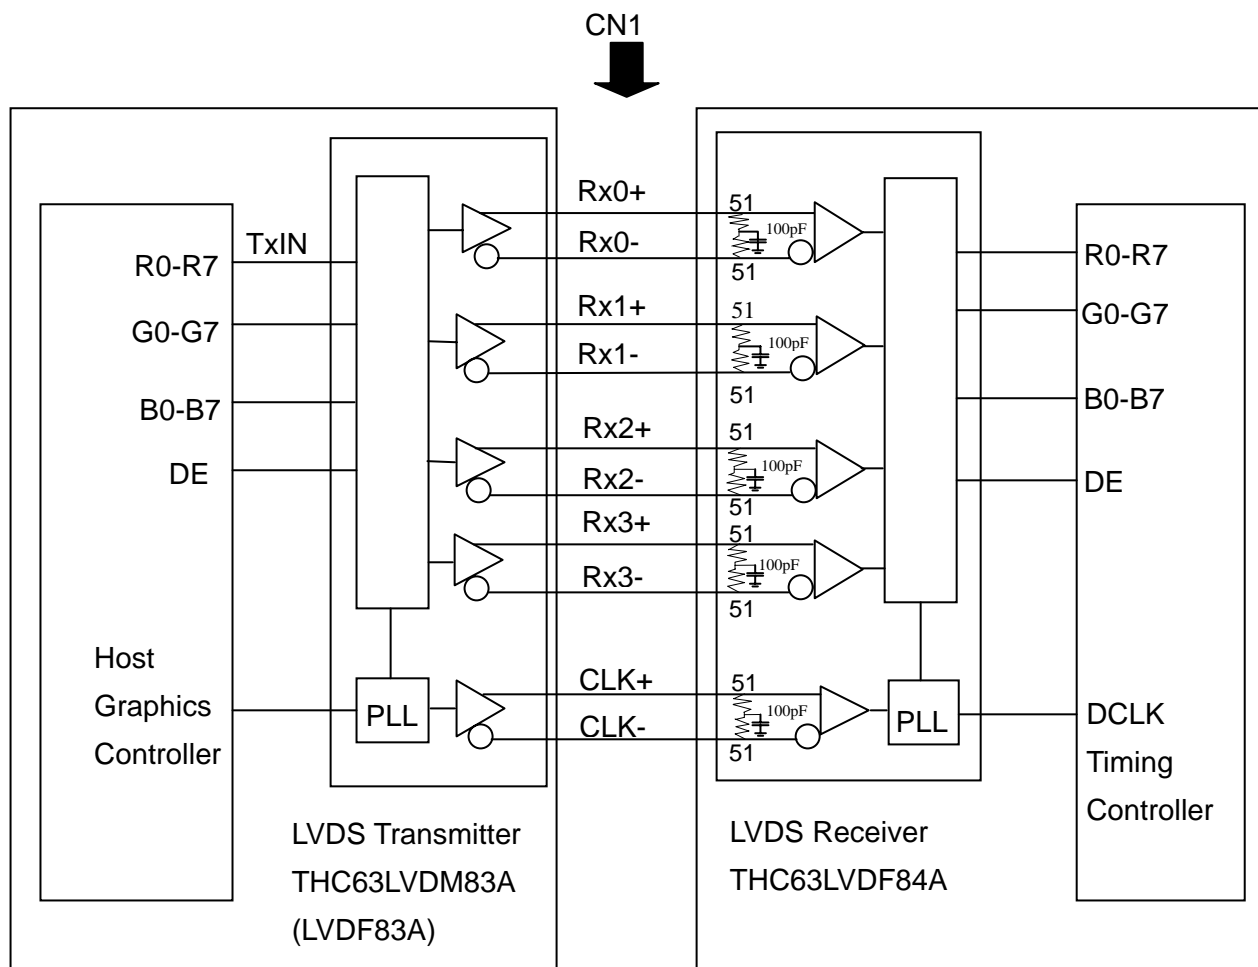 CN1
TxIN
R0-R7
G0-G7
B0-B7
DE
Host
Graphics
Controller
PLL
LVDS Transmitter
THC63LVDM83A
(LVDF83A)
Rx0+
Rx0-
Rx1+
Rx1-
Rx2+
Rx2-
Rx3+
Rx3-
CLK+
CLK-
51
100pF
51
51
100pF
51
51
100pF
51
51
100pF
51
51
100pF
51
PLL
LVDS Receiver
THC63LVDF84A
R0-R7
G0-G7
B0-B7
DE
DCLK
Timing
Controller